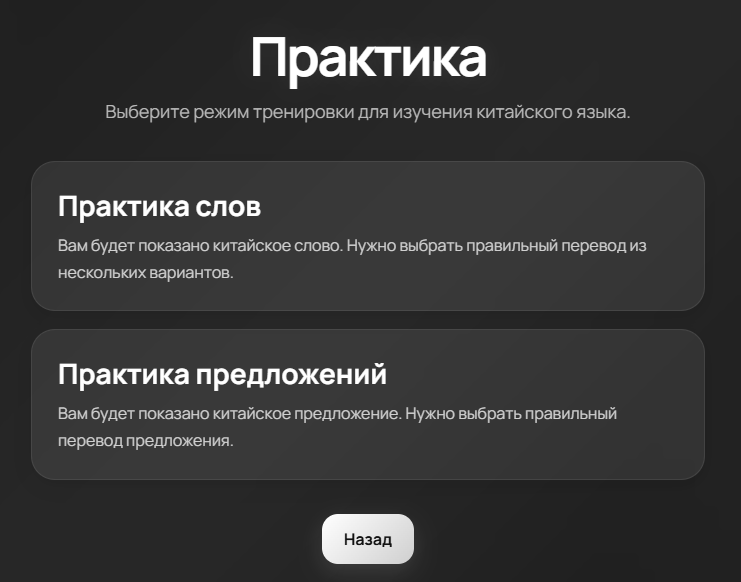 Практика
Выберите режим тренировки для изучения китайского языка.
Практика слов
Вам будет показано китайское слово. Нужно выбрать правильный перевод из
нескольких вариантов.
Практика предложений
Вам будет показано китайское предложение. Нужно выбрать правильный
перевод предложения.
Назад